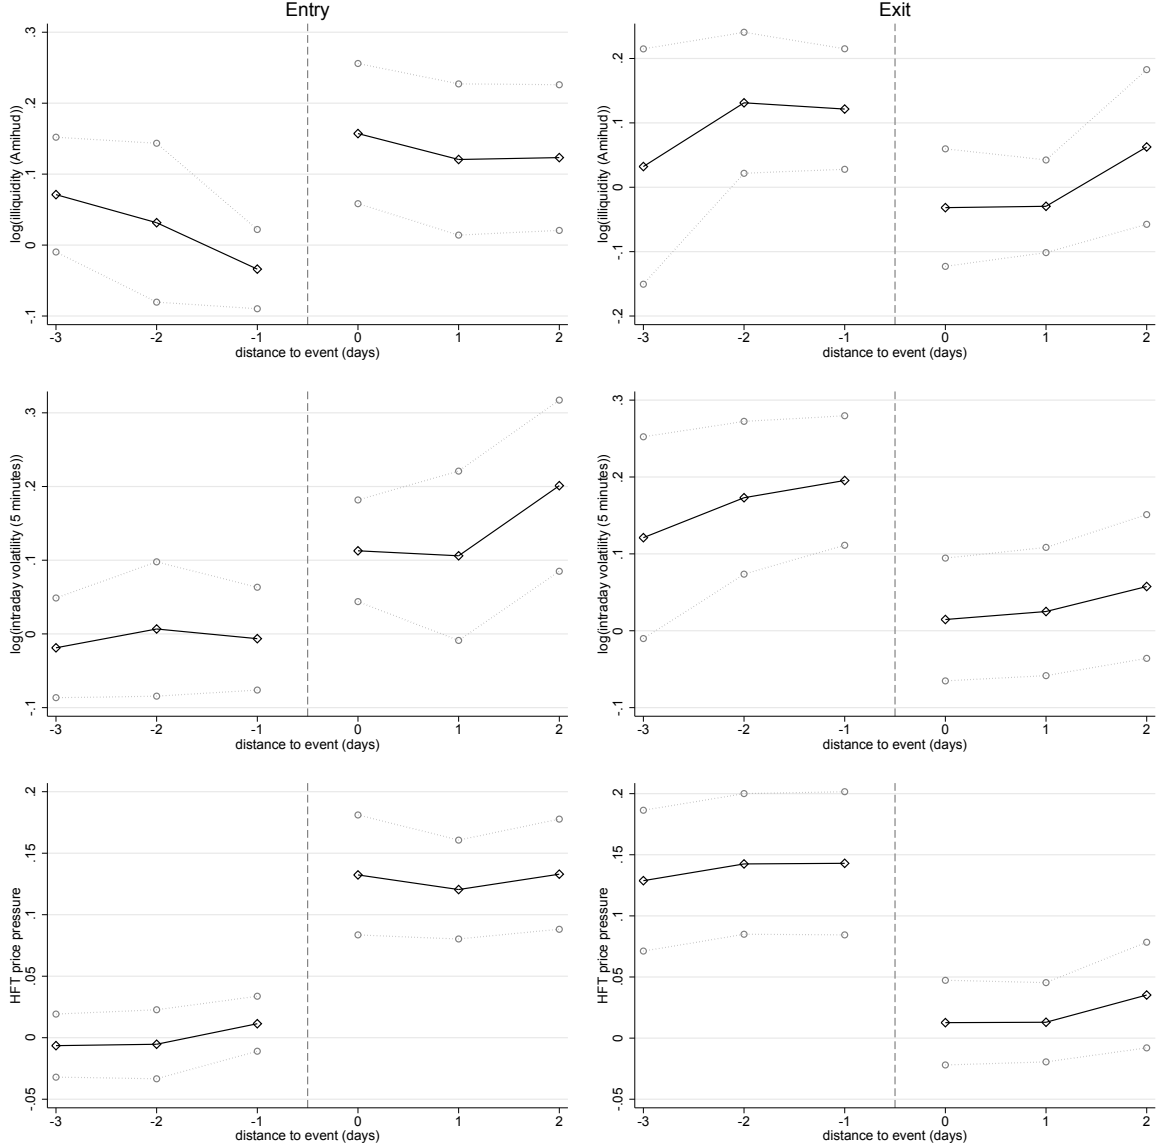 Entry
Exit
log(illiquidity (Amihud))
.3
.2
.1
0
-.1
-3 -2 -1 0 1 2
distance to event (days)
log(illiquidity (Amihud))
.2
.1
0
-.1
-.2
-3 -2 -1 0 1 2
distance to event (days)
log(intraday volatility (5 minutes))
.3
.2
.1
0
-.1
-3 -2 -1 0 1 2
distance to event (days)
log(intraday volatility (5 minutes))
.3
.2
.1
0
-.1
-3 -2 -1 0 1 2
distance to event (days)
HFT price pressure
.2
.15
.1
.05
0
-.05
-3 -2 -1 0 1 2
distance to event (days)
HFT price pressure
.2
.15
.1
.05
0
-.05
-3 -2 -1 0 1 2
distance to event (days)